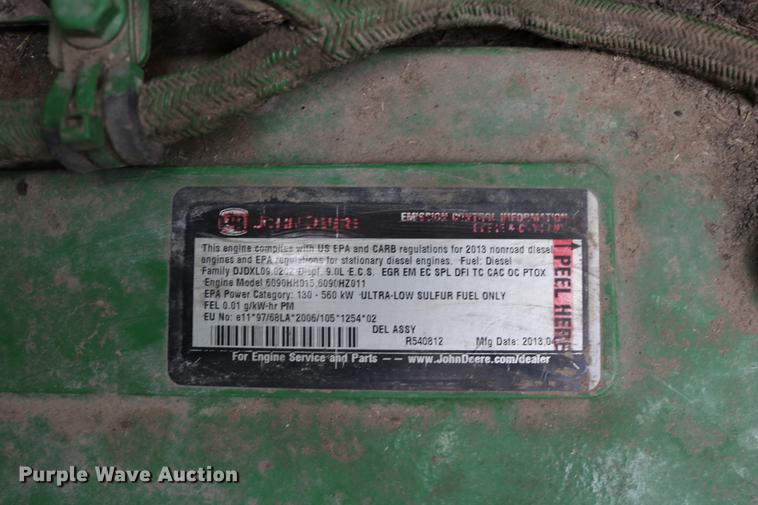 JOHN DEERE
EMISSION CONTROL INFORMATION
This engine complies with US EPA and CARB regulations for 2013 nonroad diesel
engines and EPA regulations for stationary diesel engines. Fuel: Diesel
Family DJDXL09.0202 Displ. 9.0L E.C.S. EGR EM EC SPL DFI TC CAC OC PTOX
Engine Model 6090HH015,6090HZ011
EPA Power Category: 130 - 560 kW ULTRA-LOW SULFUR FUEL ONLY
FEL 0.01 g/kW-hr PM
EU No: e11*97/68LA*2006/105*1254*02
DEL ASSY
R540812 Mfg Date: 2013.04
For Engine Service and Parts -- www.JohnDeere.com/dealer
PEEL HERE
Purple Wave Auction